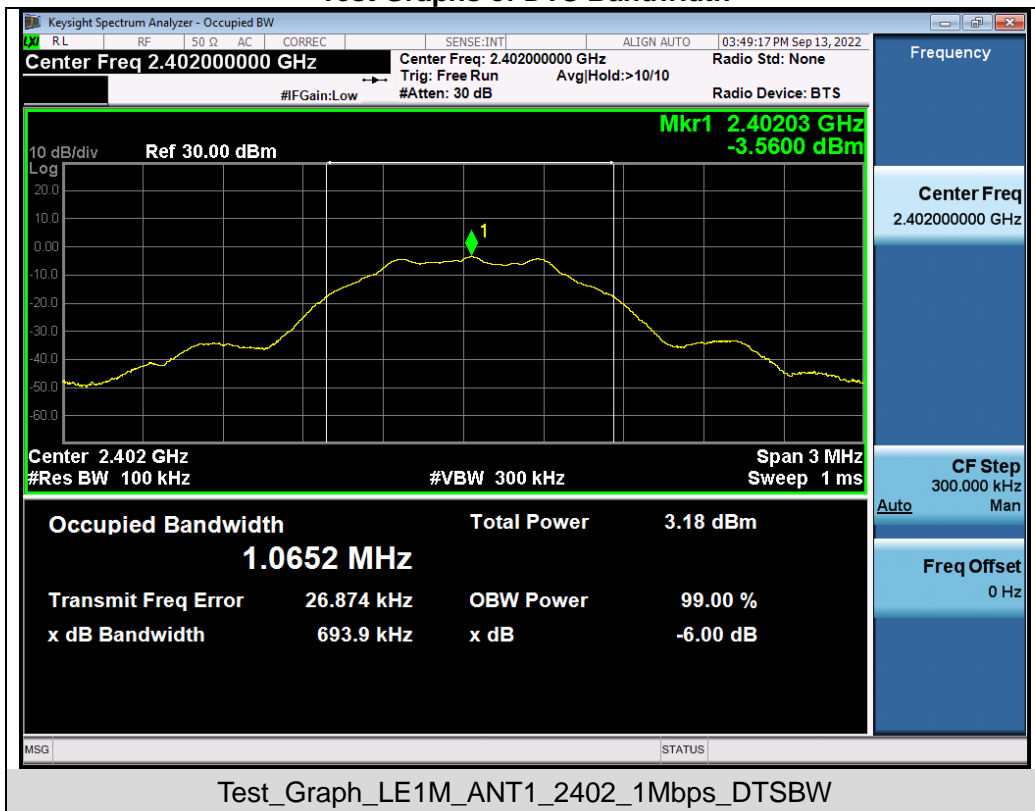 Test Graphs of DTS Bandwidth
Keysight Spectrum Analyzer - Occupied BW
LXI RL RF 50 Ω AC CORREC SENSE:INT ALIGN AUTO 03:49:17 PM Sep 13, 2022
Center Freq 2.402000000 GHz
Center Freq: 2.402000000 GHz Radio Std: None
Trig: Free Run Avg|Hold:>10/10
#IFGain:Low #Atten: 30 dB Radio Device: BTS
Frequency
Mkr1 2.40203 GHz
-3.5600 dBm
10 dB/div Ref 30.00 dBm
Log
20.0
10.0
0.00
-10.0
-20.0
-30.0
-40.0
-50.0
-60.0
1
Center 2.402 GHz Span 3 MHz
#Res BW 100 kHz #VBW 300 kHz Sweep 1 ms
Center Freq
2.402000000 GHz
CF Step
300.000 kHz
Auto Man
Freq Offset
0 Hz
Occupied Bandwidth Total Power 3.18 dBm
1.0652 MHz
Transmit Freq Error 26.874 kHz OBW Power 99.00 %
x dB Bandwidth 693.9 kHz x dB -6.00 dB
MSG STATUS
Test_Graph_LE1M_ANT1_2402_1Mbps_DTSBW